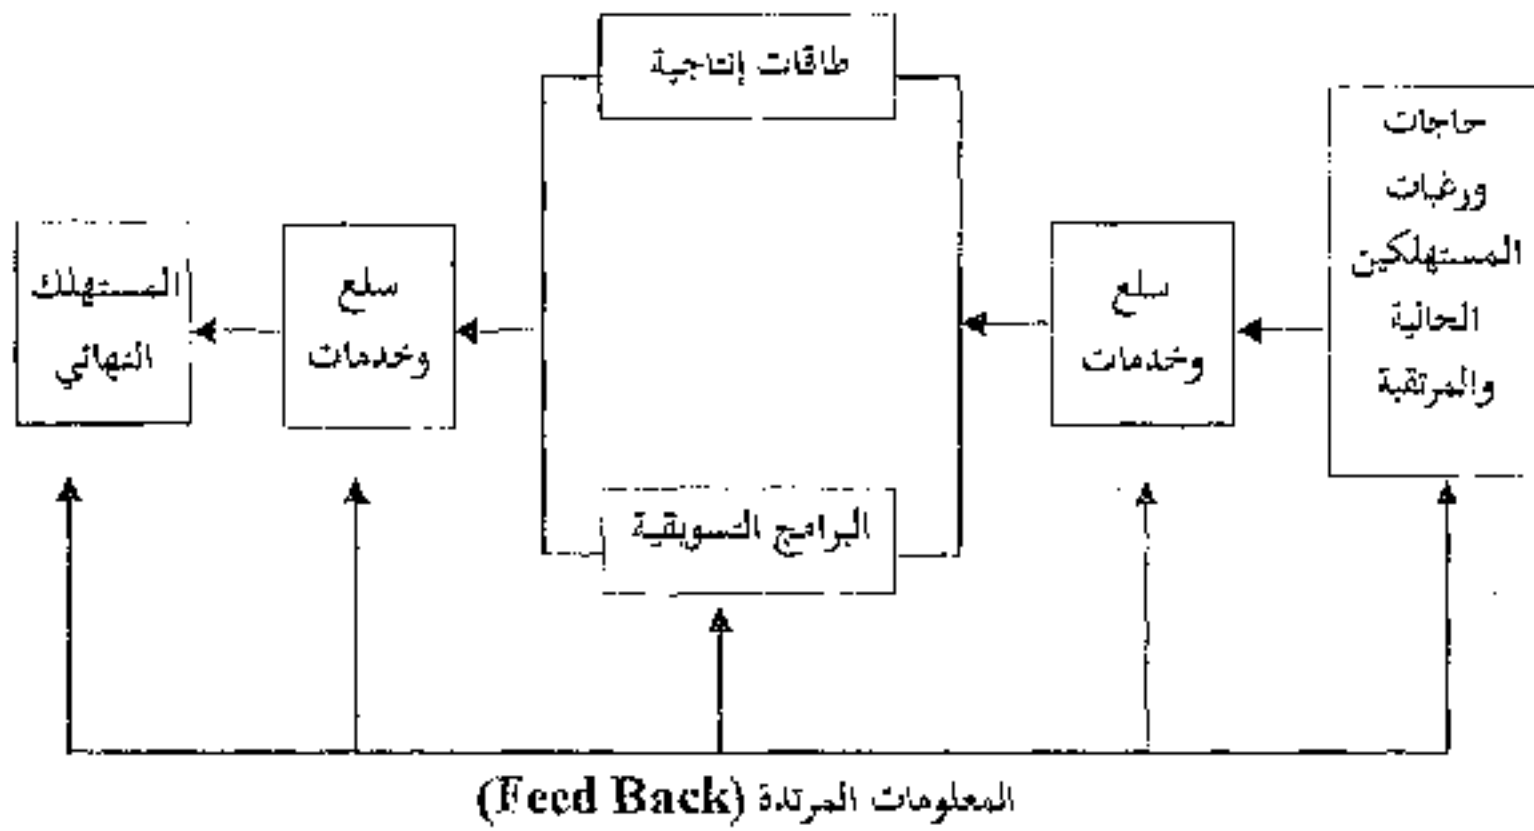 طاقات إنتاجية
حاجات
ورغبات
المستهلكين
الحالية
والمرتقبة
سلع
وخدمات
سلع
وخدمات
المستهلك
النهائي
البرامج التسويقية
المعلومات المرتدة (Feed Back)